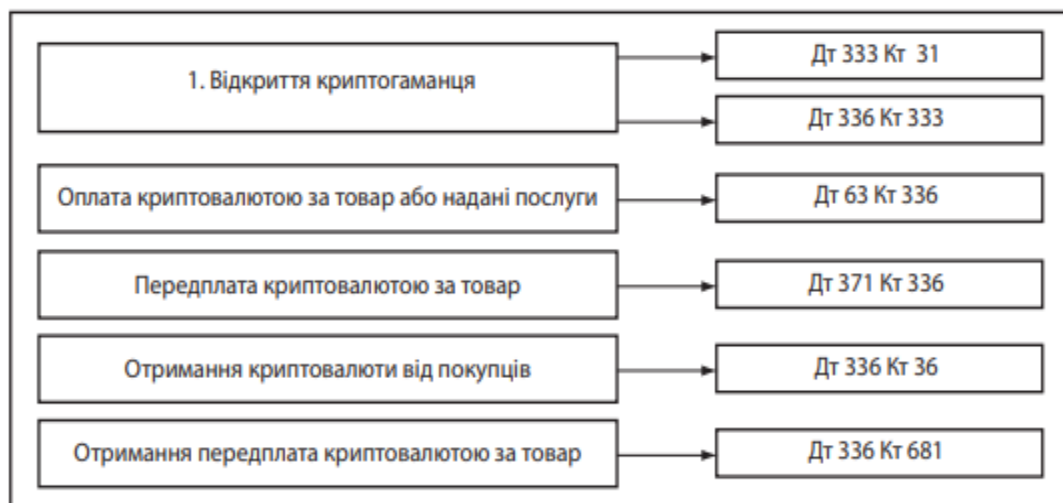 1. Відкриття криптогаманця
Дт 333 Кт 31
Дт 336 Кт 333
Оплата криптовалютою за товар або надані послуги
Дт 63 Кт 336
Передплата криптовалютою за товар
Дт 371 Кт 336
Отримання криптовалюти від покупців
Дт 336 Кт 36
Отримання передплата криптовалютою за товар
Дт 336 Кт 681